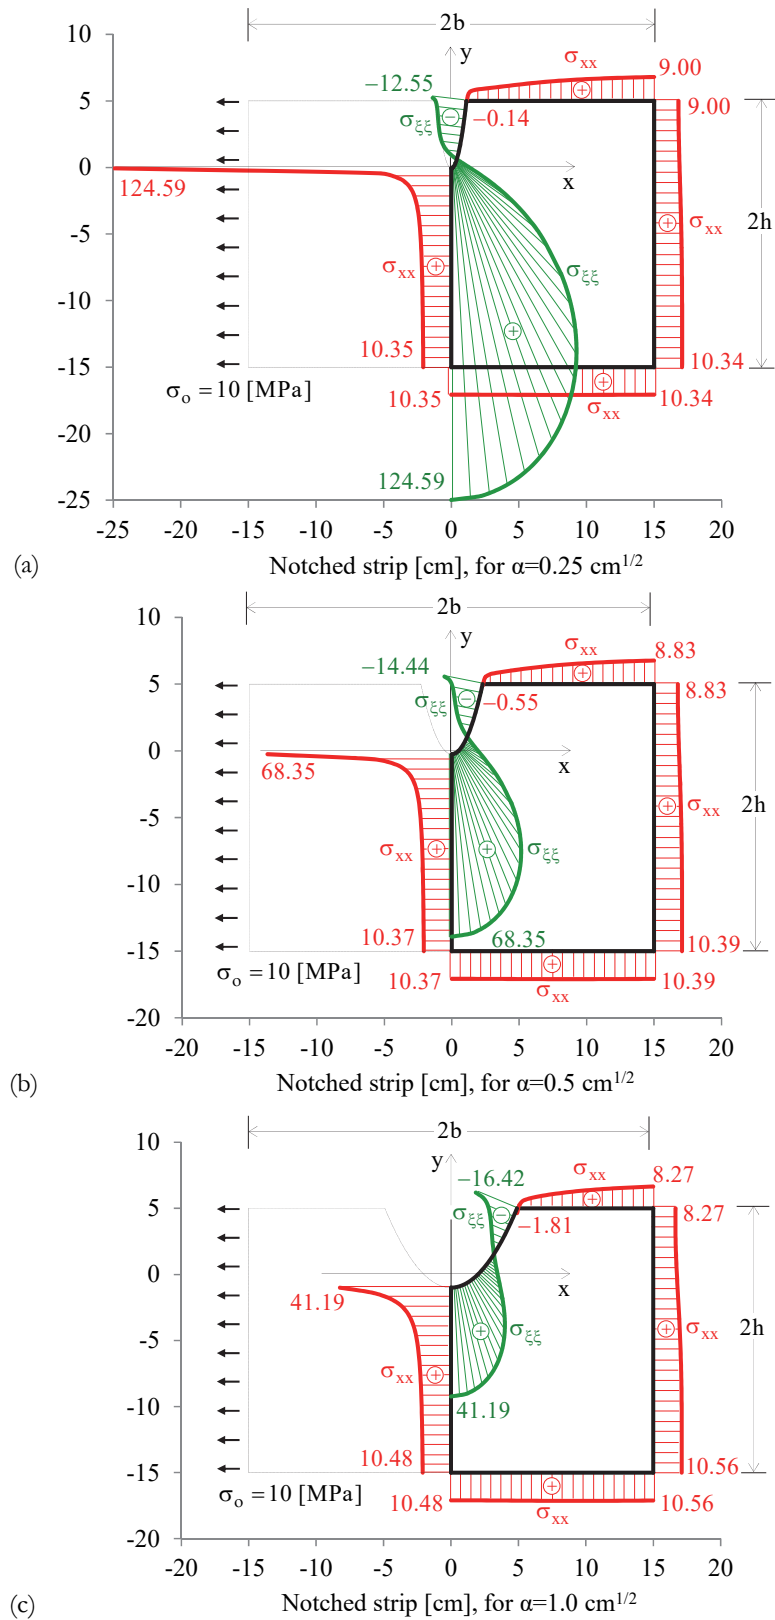 2b
10
y
σxx
9.00
−12.55
5
−
+
9.00
−0.14
σξξ
0
x
124.59
2h
−5
σxx
+
σxx
+
σξξ
−10
+
10.35
10.34
−15
σo = 10 [MPa]
10.35
+
σxx
10.34
−20
124.59
−25
-25 -20 -15 -10 -5 0 5 10 15 20
(a) Notched strip [cm], for α=0.25 cm1/2
2b
10
y
σxx
8.83
−14.44
5
+
8.83
σξξ
−
−0.55
0
x
68.35
2h
-5
σxx
+
+
σξξ
+
σxx
-10
10.37
68.35
10.39
-15
σo = 10 [MPa]
10.37
+
σxx
10.39
-20
-20 -15 -10 -5 0 5 10 15 20
(b) Notched strip [cm], for α=0.5 cm1/2
2b
10
y
σxx
8.27
−16.42
5
+
8.27
σξξ
−
−1.81
0
x
41.19
2h
-5
+
σξξ
+
σxx
σxx
+
-10
41.19
10.48
10.56
-15
σo = 10 [MPa]
10.48
+
σxx
10.56
-20
-20 -15 -10 -5 0 5 10 15 20
(c) Notched strip [cm], for α=1.0 cm1/2